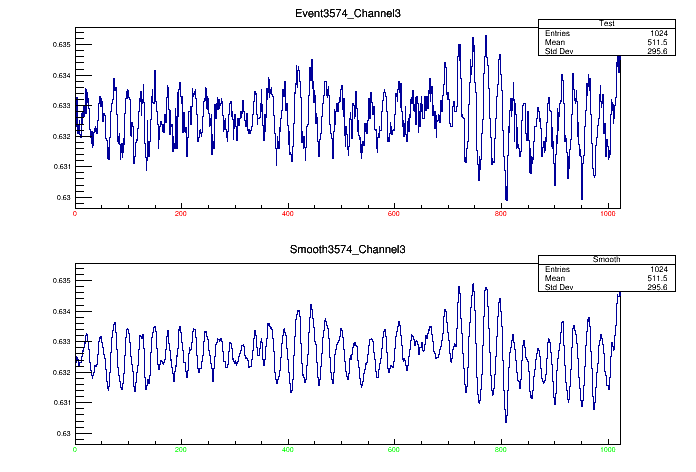 Event3574_Channel3
Test
Entries 1024
Mean 511.5
Std Dev 295.6
0.635
0.634
0.633
0.632
0.631
0.63
0 200 400 600 800 1000
Smooth3574_Channel3
Smooth
Entries 1024
Mean 511.5
Std Dev 295.6
0.635
0.634
0.633
0.632
0.631
0.63
0 200 400 600 800 1000